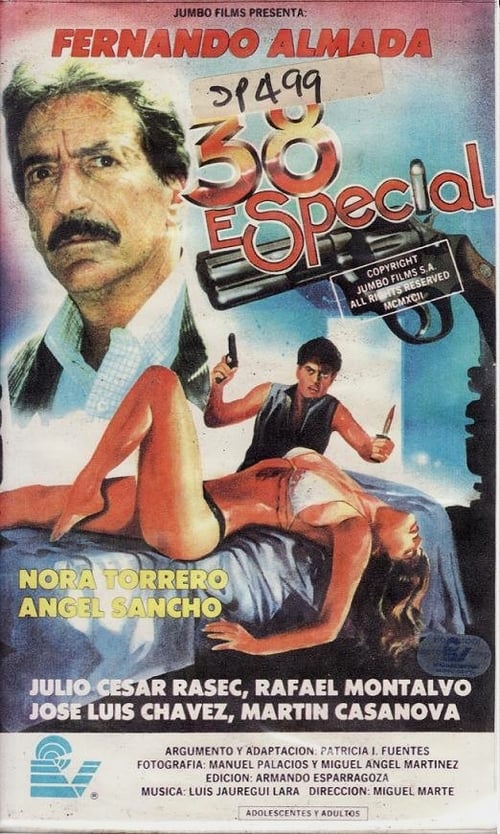 JUMBO FILMS PRESENTA:
FERNANDO ALMADA
DP499
38
ESpecial
COPYRIGHT
JUMBO FILMS S.A.
ALL RIGHTS RESERVED
MCMXCII
NORA TORRERO
ANGEL SANCHO
JULIO CESAR RASEC, RAFAEL MONTALVO
JOSE LUIS CHAVEZ, MARTIN CASANOVA
ARGUMENTO Y ADAPTACION: PATRICIA I. FUENTES
FOTOGRAFIA: MANUEL PALACIOS Y MIGUEL ANGEL MARTINEZ
EDICION: ARMANDO ESPARRAGOZA
MUSICA: LUIS JAUREGUI LARA DIRECCION: MIGUEL MARTE
®
ADOLESCENTES Y ADULTOS